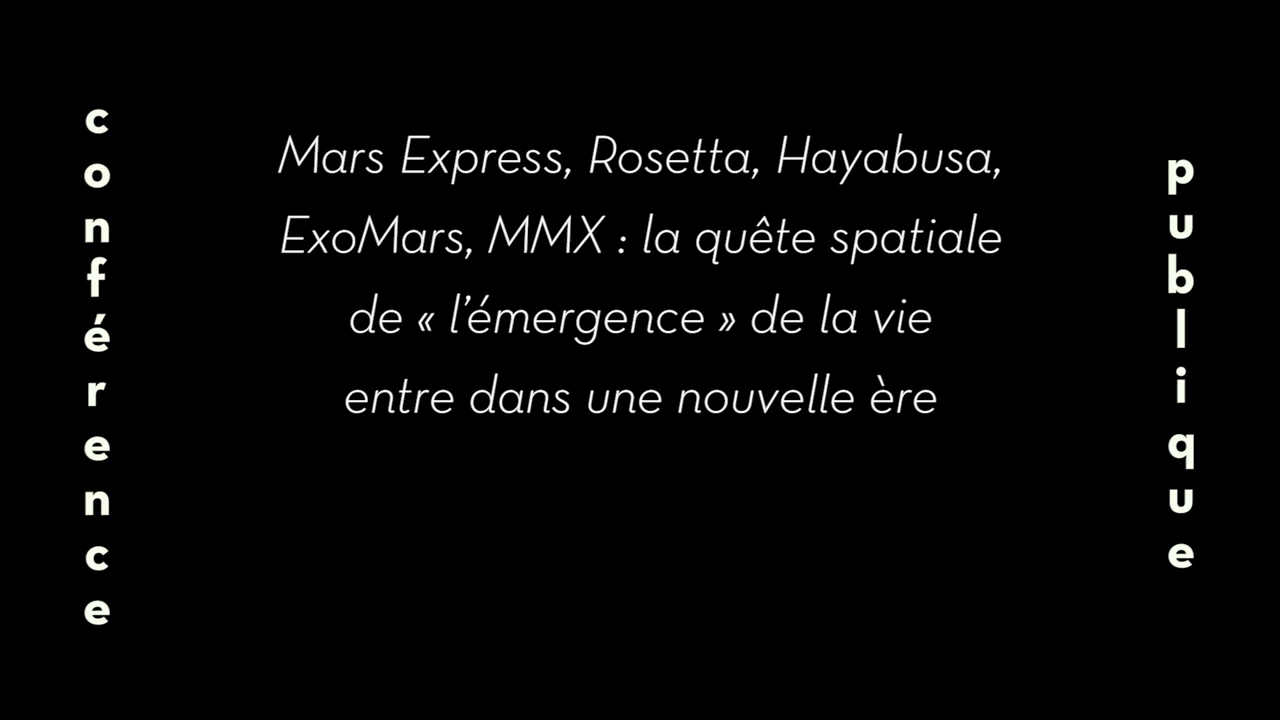 conférence
Mars Express, Rosetta, Hayabusa,
ExoMars, MMX : la quête spatiale
de « l’émergence » de la vie
entre dans une nouvelle ère
publique